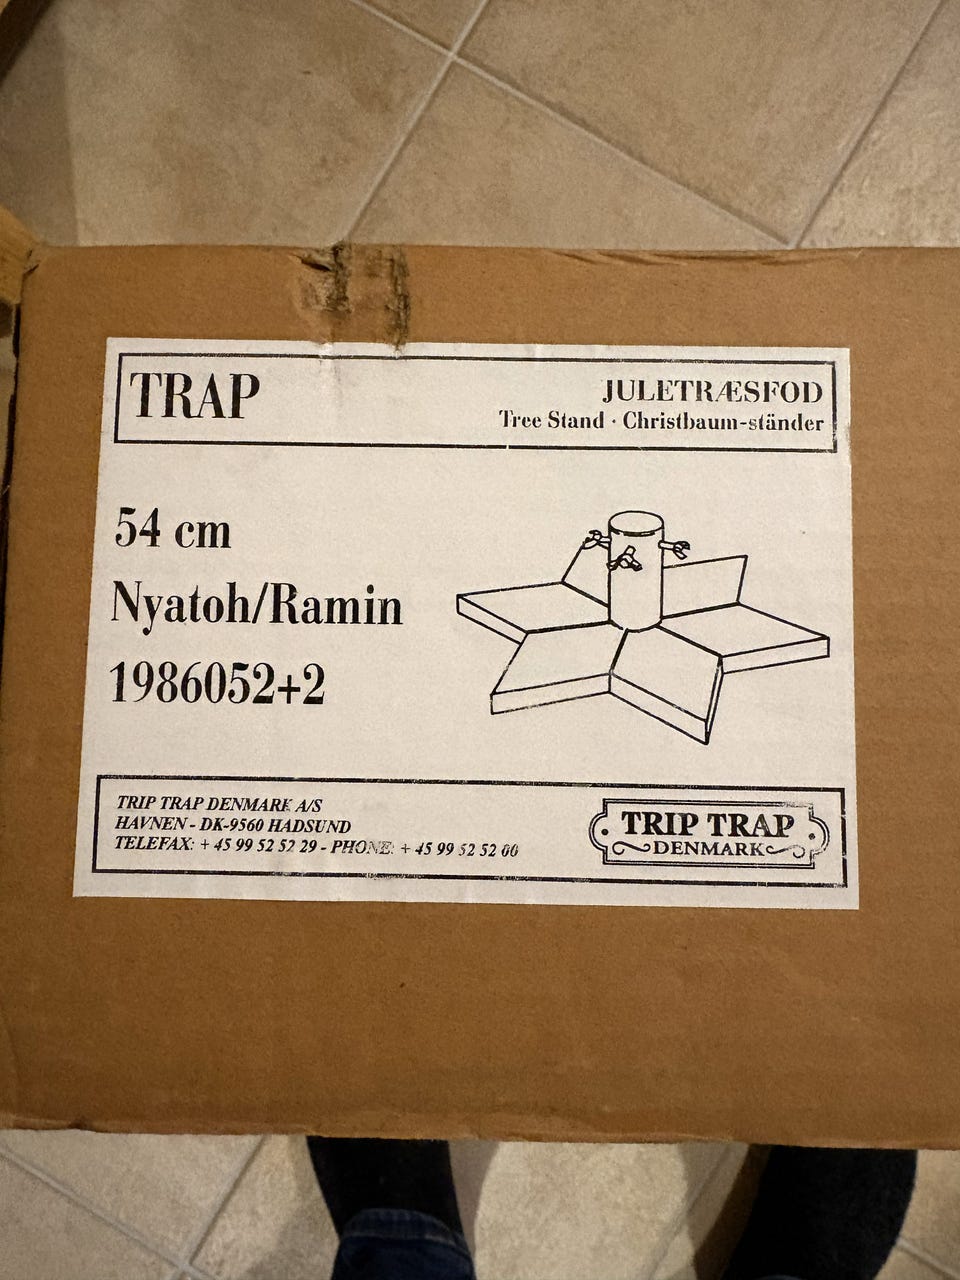 TRAP
JULETRÆSFOD
Tree Stand · Christbaum-ständer
54 cm
Nyatoh/Ramin
1986052+2
TRIP TRAP DENMARK A/S
HAVNEN - DK-9560 HADSUND
TELEFAX: + 45 99 52 52 29 - PHONE: + 45 99 52 52 00
TRIP TRAP
DENMARK